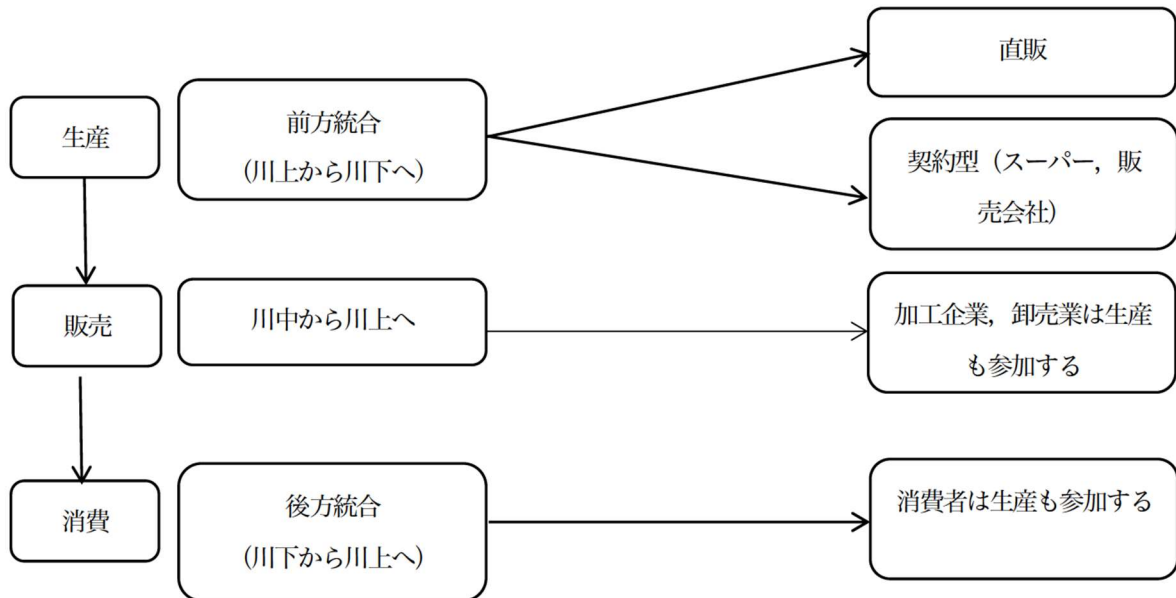 生産
前方統合
(川上から川下へ)
直販
契約型（スーパー，販
売会社）
販売
川中から川上へ
加工企業，卸売業は生産
も参加する
消費
後方統合
(川下から川上へ)
消費者は生産も参加する